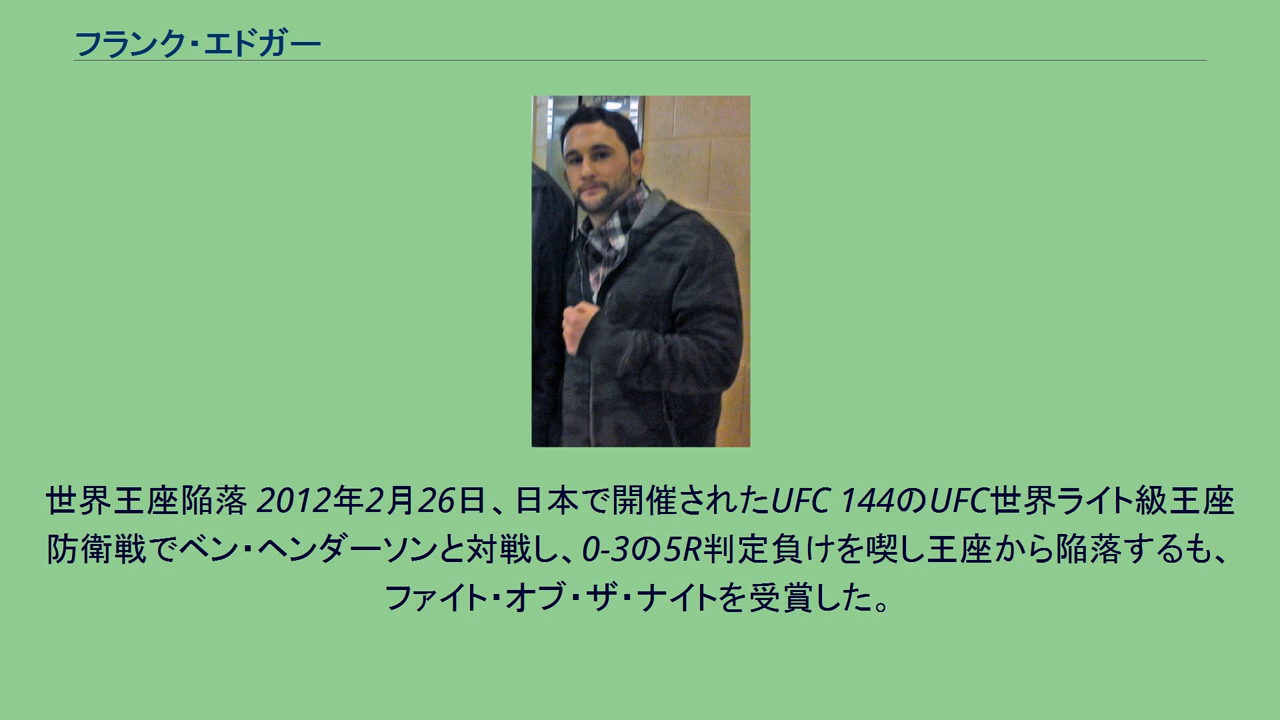 フランク・エドガー
世界王座陥落 2012年2月26日、日本で開催されたUFC 144のUFC世界ライト級王座
防衛戦でベン・ヘンダーソンと対戦し、0-3の5R判定負けを喫し王座から陥落するも、
ファイト・オブ・ザ・ナイトを受賞した。